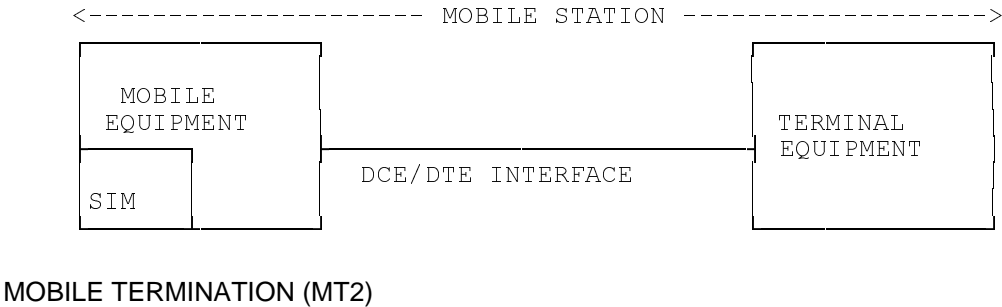 <--------------------- MOBILE STATION ------------------->
MOBILE
EQUIPMENT
TERMINAL
EQUIPMENT
DCE/DTE INTERFACE
SIM
MOBILE TERMINATION (MT2)